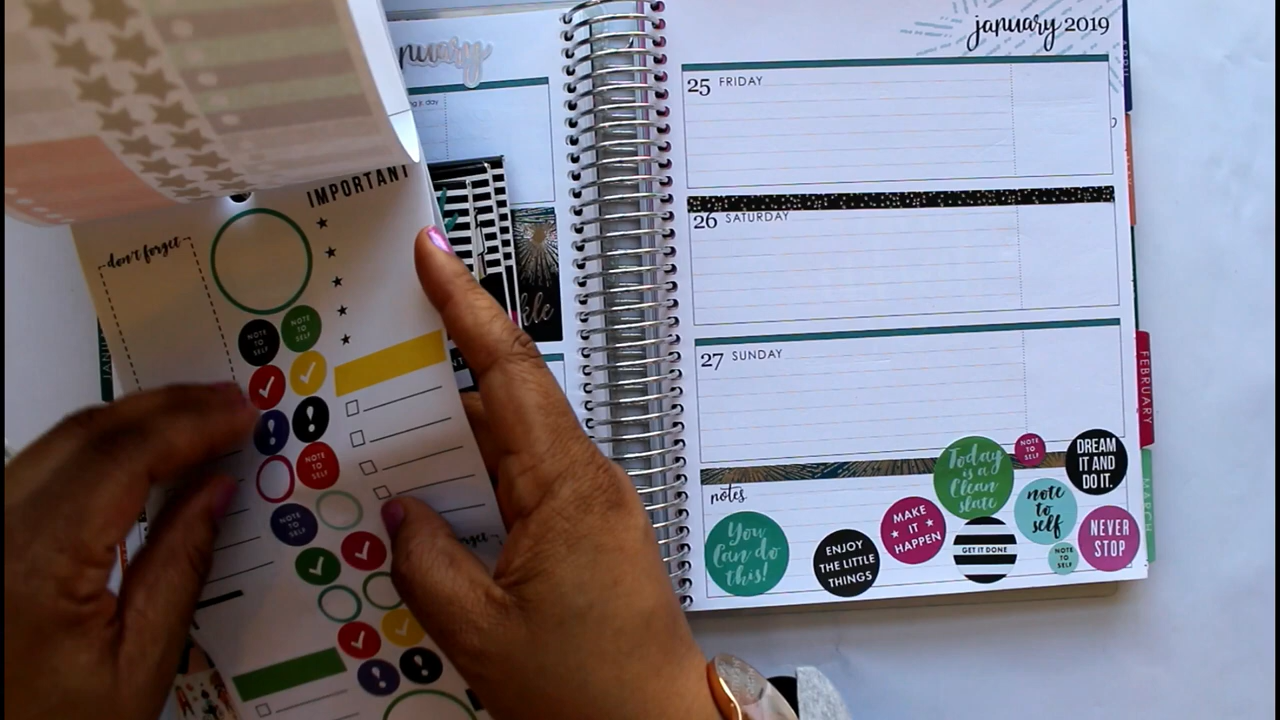 IMPORTANT
don't forget
NOTE
TO
SELF
NOTE
TO
SELF
NOTE
TO
SELF
NOTE
TO
SELF
january 2019
25 FRIDAY
26 SATURDAY
27 SUNDAY
notes
You
Can do
this!
ENJOY
THE LITTLE
THINGS
MAKE
IT
HAPPEN
Today
is a
Clean
slate
GET IT DONE
NOTE
TO
SELF
note
to
self
NOTE
TO
SELF
DREAM
IT AND
DO IT.
NEVER
STOP
FEBRUARY
MARCH
APRIL